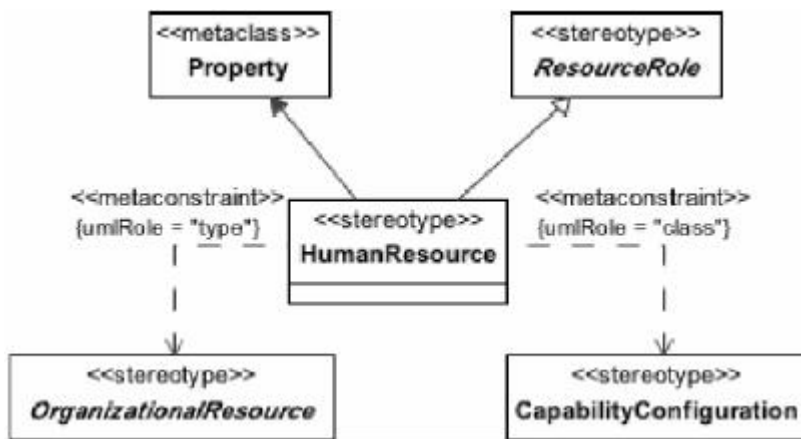 <<metaclass>>
Property
<<stereotype>>
ResourceRole
<<metaconstraint>>
{umlRole = "type"}
<<stereotype>>
HumanResource
<<metaconstraint>>
{umlRole = "class"}
<<stereotype>>
OrganizationalResource
<<stereotype>>
CapabilityConfiguration